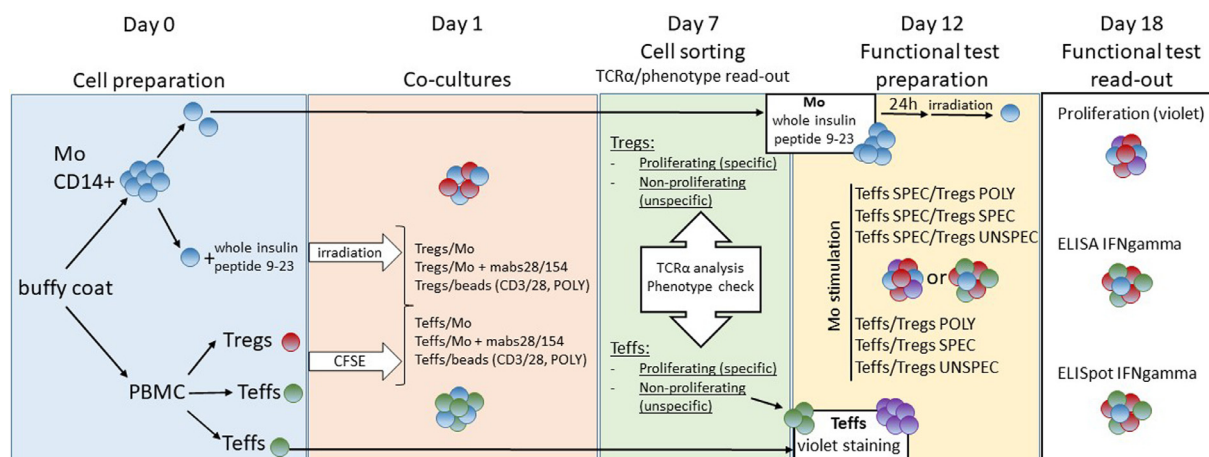 Day 0
Cell preparation
Day 1
Co-cultures
Day 7
Cell sorting
TCRα/phenotype read-out
Day 12
Functional test
preparation
Day 18
Functional test
read-out
Mo
CD14+
+ whole insulin
peptide 9-23
buffy coat
PBMC
Tregs
Teffs
Teffs
irradiation
CFSE
Tregs/Mo
Tregs/Mo + mabs28/154
Tregs/beads (CD3/28, POLY)
Teffs/Mo
Teffs/Mo + mabs28/154
Teffs/beads (CD3/28, POLY)
Tregs:
- Proliferating (specific)
- Non-proliferating
(unspecific)
TCRα analysis
Phenotype check
Teffs:
- Proliferating (specific)
- Non-proliferating
(unspecific)
Mo
whole insulin
peptide 9-23
24h
irradiation
Mo stimulation
Teffs SPEC/Tregs POLY
Teffs SPEC/Tregs SPEC
Teffs SPEC/Tregs UNSPEC
or
Teffs/Tregs POLY
Teffs/Tregs SPEC
Teffs/Tregs UNSPEC
Teffs
violet staining
Proliferation (violet)
ELISA IFNgamma
ELISpot IFNgamma